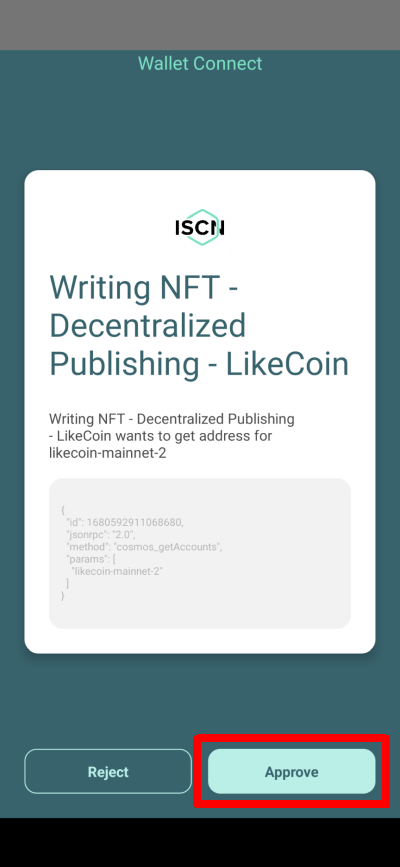 Wallet Connect
ISCN
Writing NFT -
Decentralized
Publishing - LikeCoin
Writing NFT - Decentralized Publishing
- LikeCoin wants to get address for
likecoin-mainnet-2
{
"id": 1680592911068680,
"jsonrpc": "2.0",
"method": "cosmos_getAccounts",
"params": [
"likecoin-mainnet-2"
]
}
Reject
Approve